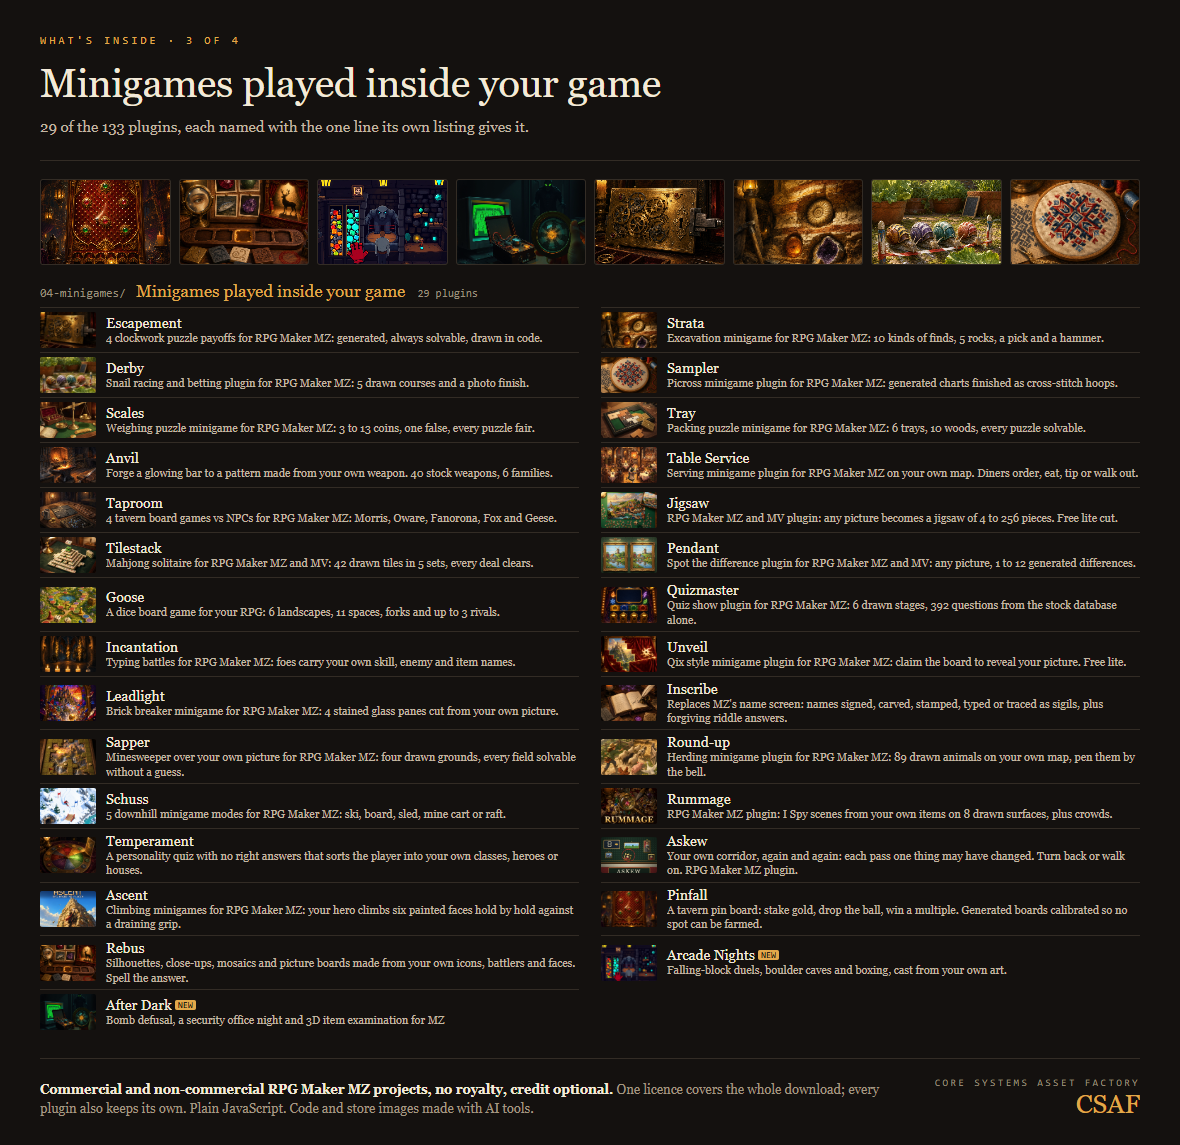 WHAT'S INSIDE · 3 OF 4
Minigames played inside your game
29 of the 133 plugins, each named with the one line its own listing gives it.
04-minigames/ Minigames played inside your game 29 plugins
Escapement
4 clockwork puzzle payoffs for RPG Maker MZ: generated, always solvable, drawn in code.
Derby
Snail racing and betting plugin for RPG Maker MZ: 5 drawn courses and a photo finish.
Scales
Weighing puzzle minigame for RPG Maker MZ: 3 to 13 coins, one false, every puzzle fair.
Anvil
Forge a glowing bar to a pattern made from your own weapon. 40 stock weapons, 6 families.
Taproom
4 tavern board games vs NPCs for RPG Maker MZ: Morris, Oware, Fanorona, Fox and Geese.
Tilestack
Mahjong solitaire for RPG Maker MZ and MV: 42 drawn tiles in 5 sets, every deal clears.
Goose
A dice board game for your RPG: 6 landscapes, 11 spaces, forks and up to 3 rivals.
Incantation
Typing battles for RPG Maker MZ: foes carry your own skill, enemy and item names.
Leadlight
Brick breaker minigame for RPG Maker MZ: 4 stained glass panes cut from your own picture.
Sapper
Minesweeper over your own picture for RPG Maker MZ: four drawn grounds, every field solvable
without a guess.
Schuss
5 downhill minigame modes for RPG Maker MZ: ski, board, sled, mine cart or raft.
Temperament
A personality quiz with no right answers that sorts the player into your own classes, heroes or
houses.
ASCENT
Ascent
Climbing minigames for RPG Maker MZ: your hero climbs six painted faces hold by hold against
a draining grip.
Rebus
Silhouettes, close-ups, mosaics and picture boards made from your own icons, battlers and faces.
Spell the answer.
After Dark NEW
Bomb defusal, a security office night and 3D item examination for MZ
Strata
Excavation minigame for RPG Maker MZ: 10 kinds of finds, 5 rocks, a pick and a hammer.
Sampler
Picross minigame plugin for RPG Maker MZ: generated charts finished as cross-stitch hoops.
Tray
Packing puzzle minigame for RPG Maker MZ: 6 trays, 10 woods, every puzzle solvable.
Table Service
Serving minigame plugin for RPG Maker MZ on your own map. Diners order, eat, tip or walk out.
Jigsaw
RPG Maker MZ and MV plugin: any picture becomes a jigsaw of 4 to 256 pieces. Free lite cut.
Pendant
Spot the difference plugin for RPG Maker MZ and MV: any picture, 1 to 12 generated differences.
Quizmaster
Quiz show plugin for RPG Maker MZ: 6 drawn stages, 392 questions from the stock database
alone.
Unveil
Qix style minigame plugin for RPG Maker MZ: claim the board to reveal your picture. Free lite.
Inscribe
Replaces MZ's name screen: names signed, carved, stamped, typed or traced as sigils, plus
forgiving riddle answers.
Round-up
Herding minigame plugin for RPG Maker MZ: 89 drawn animals on your own map, pen them by
the bell.
RUMMAGE
Rummage
RPG Maker MZ plugin: I Spy scenes from your own items on 8 drawn surfaces, plus crowds.
ASKEW
Askew
Your own corridor, again and again: each pass one thing may have changed. Turn back or walk
on. RPG Maker MZ plugin.
Pinfall
A tavern pin board: stake gold, drop the ball, win a multiple. Generated boards calibrated so no
spot can be farmed.
Arcade Nights NEW
Falling-block duels, boulder caves and boxing, cast from your own art.
Commercial and non-commercial RPG Maker MZ projects, no royalty, credit optional. One licence covers the whole download; every
plugin also keeps its own. Plain JavaScript. Code and store images made with AI tools.
CORE SYSTEMS ASSET FACTORY
CSAF